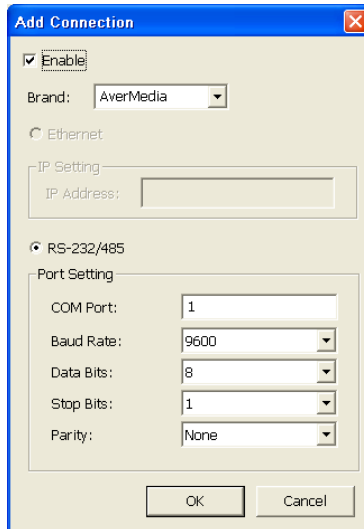 Add Connection
Enable
Brand: AverMedia
Ethernet
IP Setting
IP Address:
RS-232/485
Port Setting
COM Port: 1
Baud Rate: 9600
Data Bits: 8
Stop Bits: 1
Parity: None
OK Cancel